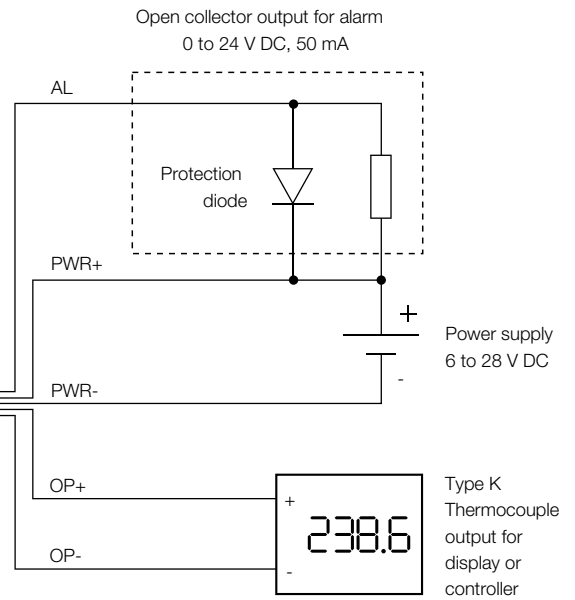 Open collector output for alarm
0 to 24 V DC, 50 mA
AL
Protection
diode
PWR+
+
Power supply
6 to 28 V DC
-
PWR-
OP+
+
238.6
Type K
Thermocouple
output for
display or
controller
OP-
-